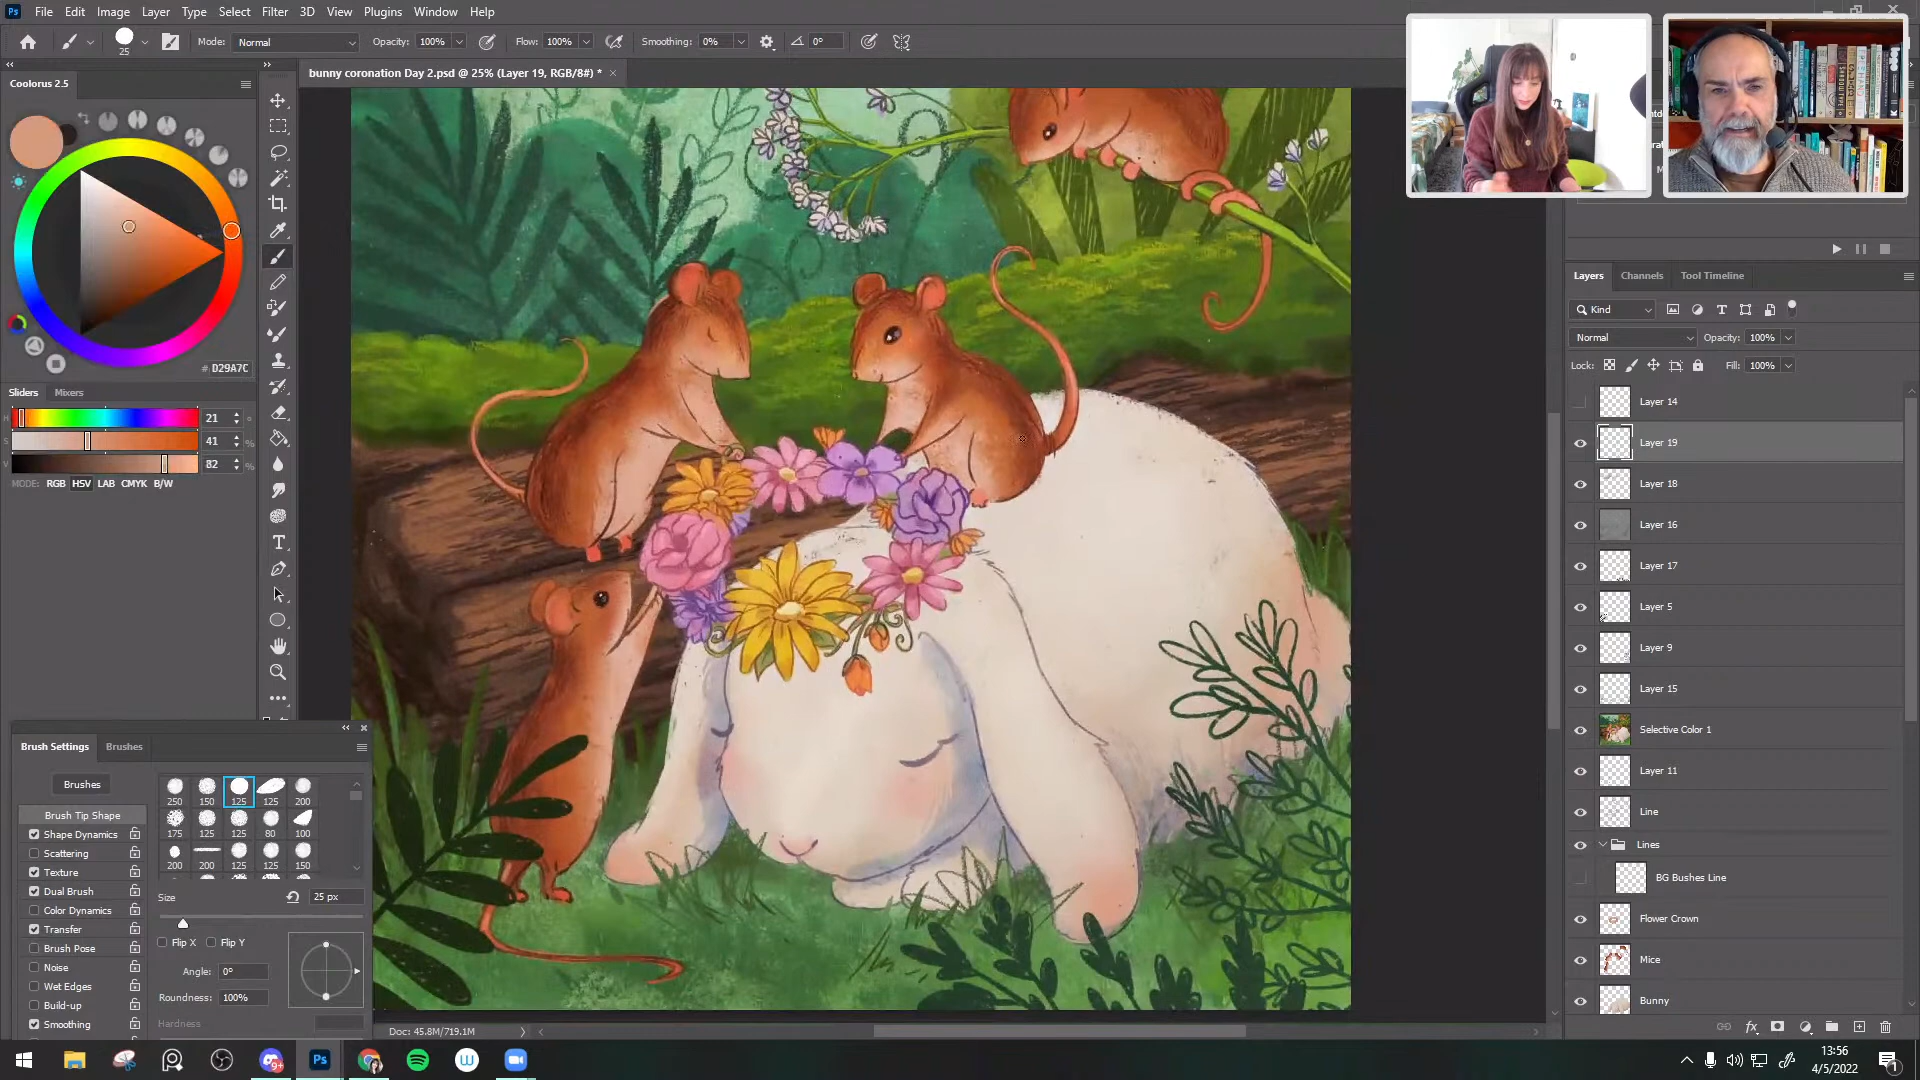 Ps File Edit Image Layer Type Select Filter 3D View Plugins Window Help
25 Mode: Normal Opacity: 100% Flow: 100% Smoothing: 0% 0°
Coolorus 2.5
bunny coronation Day 2.psd @ 25% (Layer 19, RGB/8#) *
# D29A7C
Sliders Mixers
H 21 °
S 41 %
V 82 %
MODE: RGB HSV LAB CMYK B/W
Brush Settings Brushes
Brushes
Brush Tip Shape
Shape Dynamics
Scattering
Texture
Dual Brush
Color Dynamics
Transfer
Brush Pose
Noise
Wet Edges
Build-up
Smoothing
250 150 125 125 200
175 125 125 80 100
200 200 125 125 150
Size 25 px
Flip X Flip Y
Angle: 0°
Roundness: 100%
Hardness
Doc: 45.8M/719.1M
Layers Channels Tool Timeline
Kind
Normal Opacity: 100%
Lock: Fill: 100%
Layer 14
Layer 19
Layer 18
Layer 16
Layer 17
Layer 5
Layer 9
Layer 15
Selective Color 1
Layer 11
Line
Lines
BG Bushes Line
Flower Crown
Mice
Bunny
fx
9+ Ps
13:56
4/5/2022
1